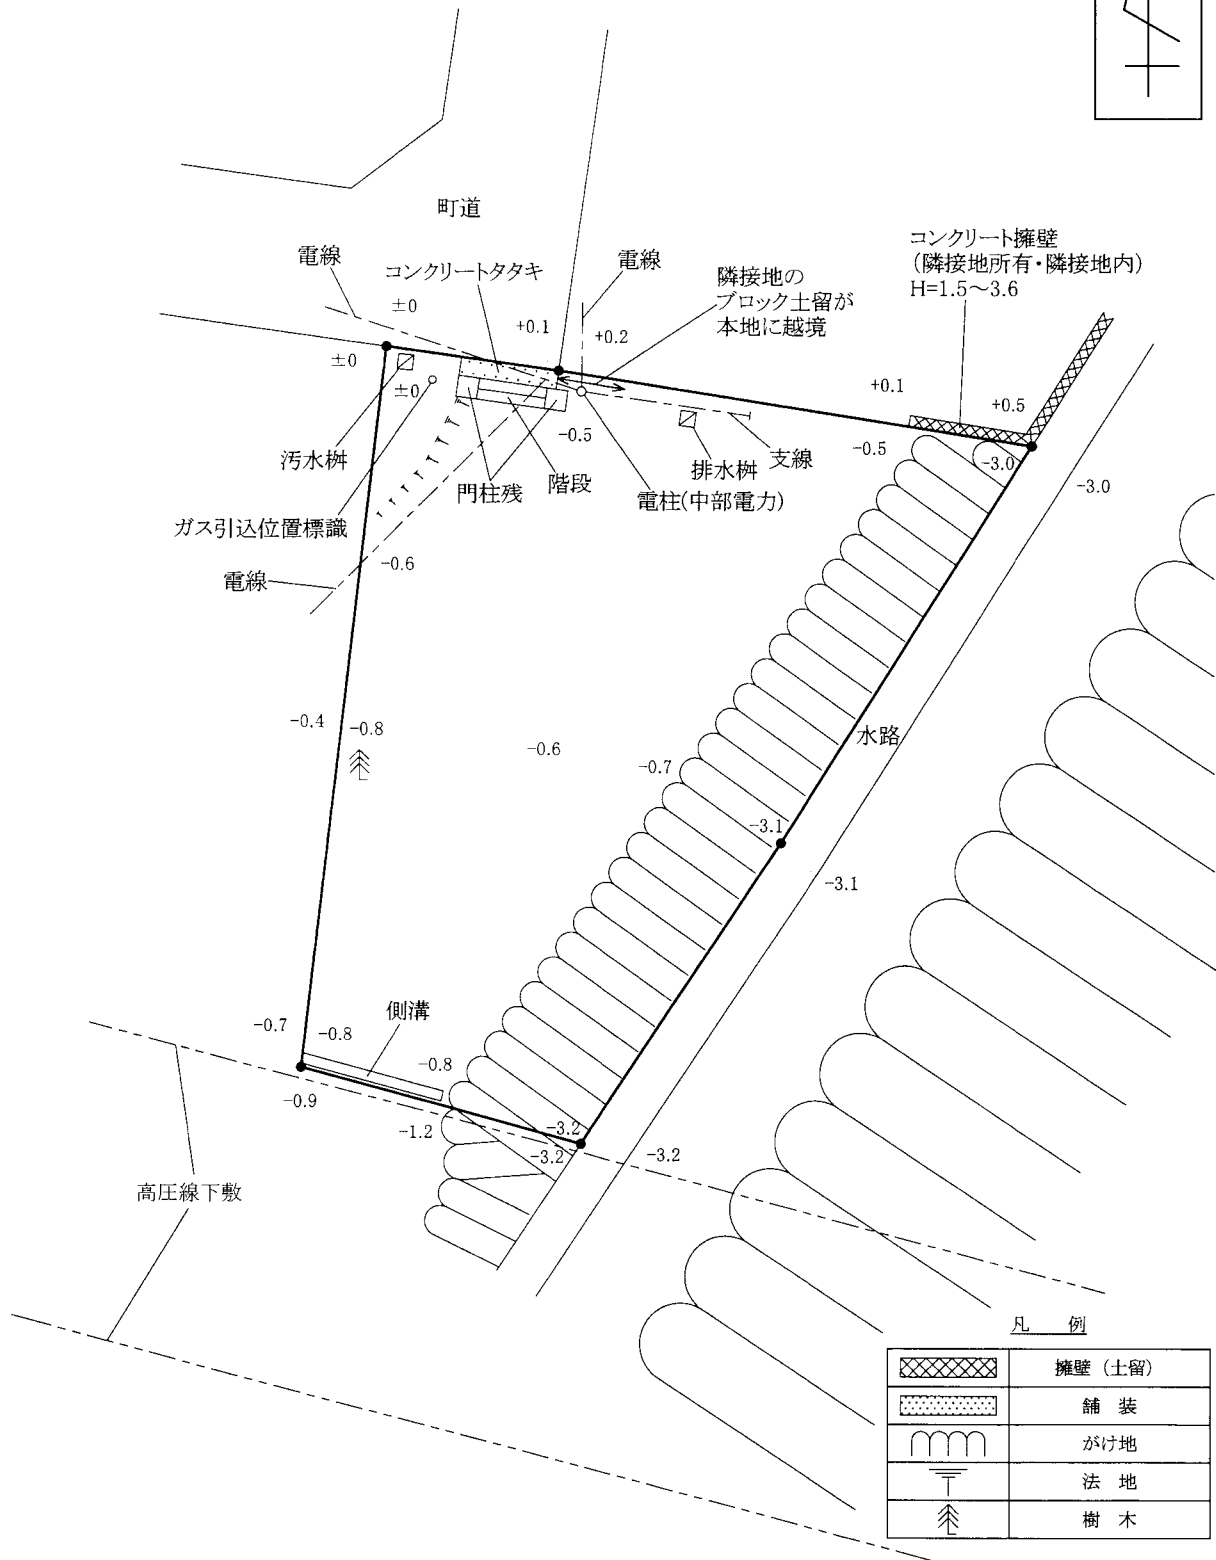 町道
電線
コンクリートタタキ
電線
隣接地の
ブロック土留が
本地に越境
コンクリート擁壁
（隣接地所有・隣接地内）
H=1.5～3.6
±0
+0.1
+0.2
±0
±0
+0.1
+0.5
-0.5
-0.5
-3.0
-3.0
汚水桝
門柱残
階段
排水桝
支線
電柱(中部電力)
ガス引込位置標識
-0.6
電線
-0.4
-0.8
-0.6
-0.7
水路
-3.1
-3.1
側溝
-0.7
-0.8
-0.8
-0.9
-1.2
-3.2
-3.2
-3.2
高圧線下敷
凡　例
擁壁（土留）
舗　装
がけ地
法　地
樹　木